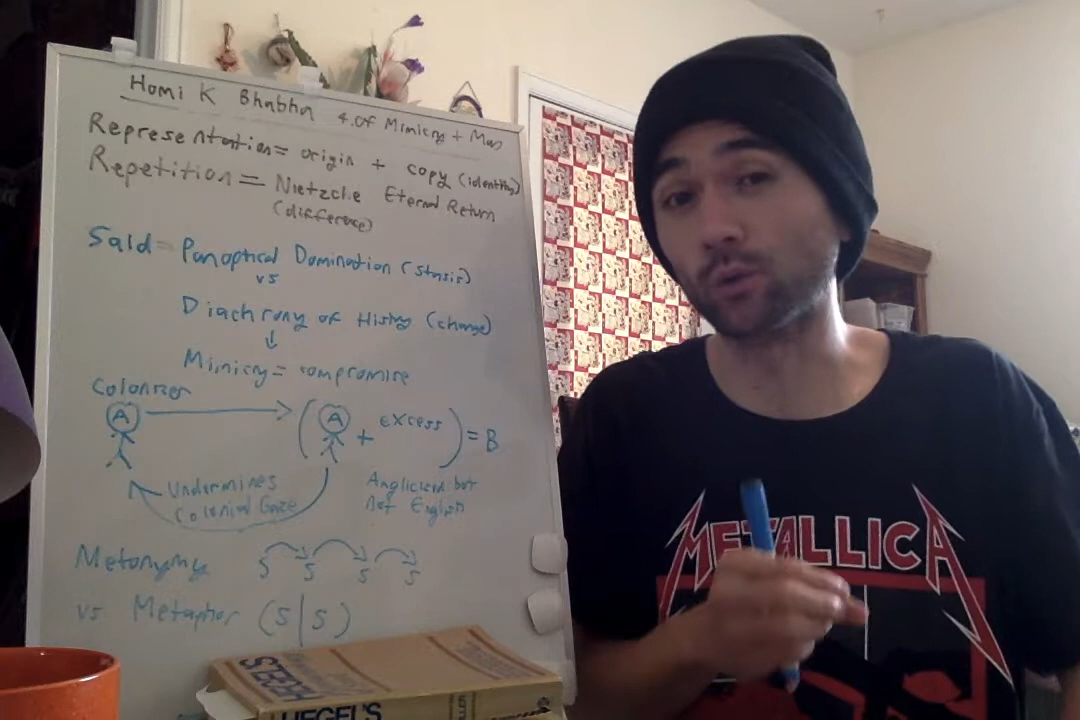 Homi K Bhabha 4. Of Mimicry + Man
Representation = origin + copy (identity)
Repetition = Nietzche Eternal Return
(difference)
Said = Panoptical Domination (stasis)
vs
Diachrony of History (change)
Mimicry = compromise
Colonizer
A → (A + excess) = B
Undermines
Colonial Gaze
Anglicized but
not English
Metonymy S S S S
vs Metaphor (S|S)
HEGEL'S
METALLICA